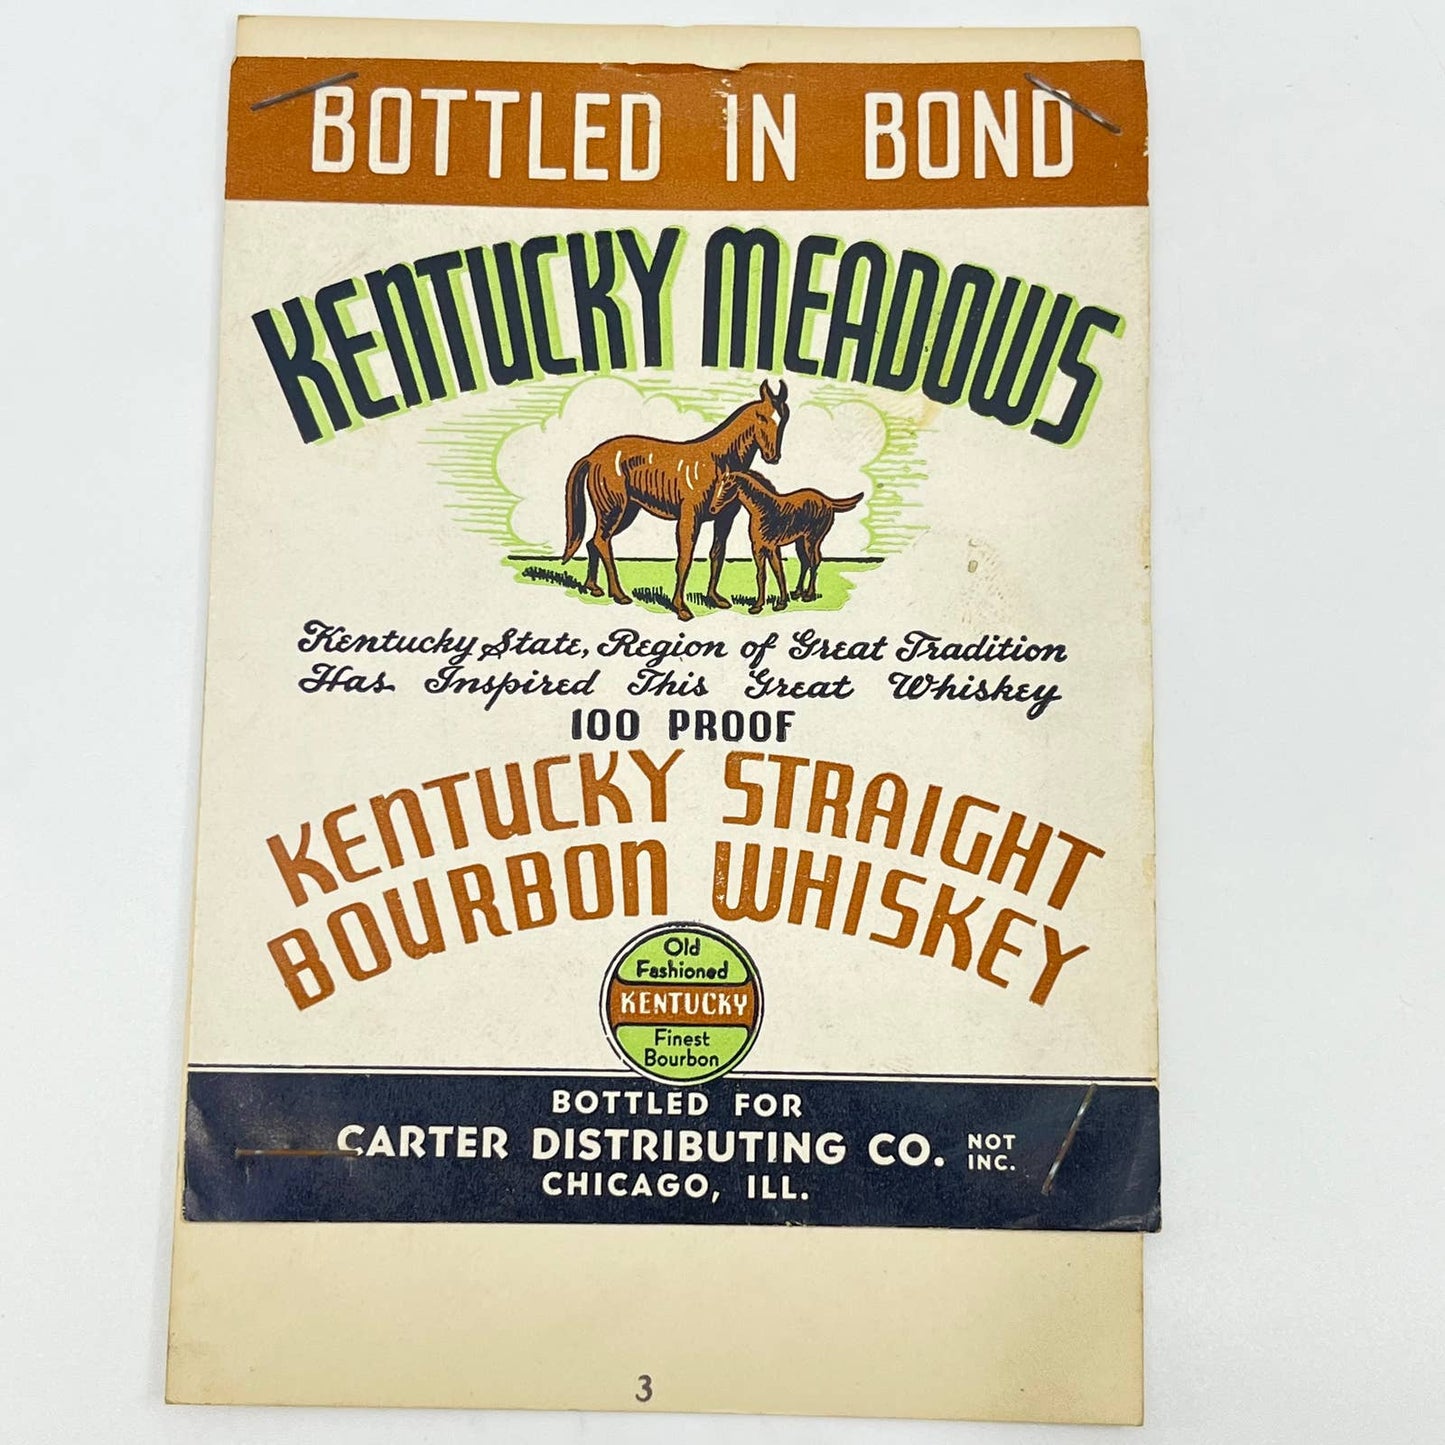 BOTTLED IN BOND
KENTUCKY MEADOWS
Kentucky State, Region of Great Tradition
Has Inspired This Great Whiskey
100 PROOF
KENTUCKY STRAIGHT
BOURBON WHISKEY
Old
Fashioned
KENTUCKY
Finest
Bourbon
BOTTLED FOR
CARTER DISTRIBUTING CO. NOT INC.
CHICAGO, ILL.
3